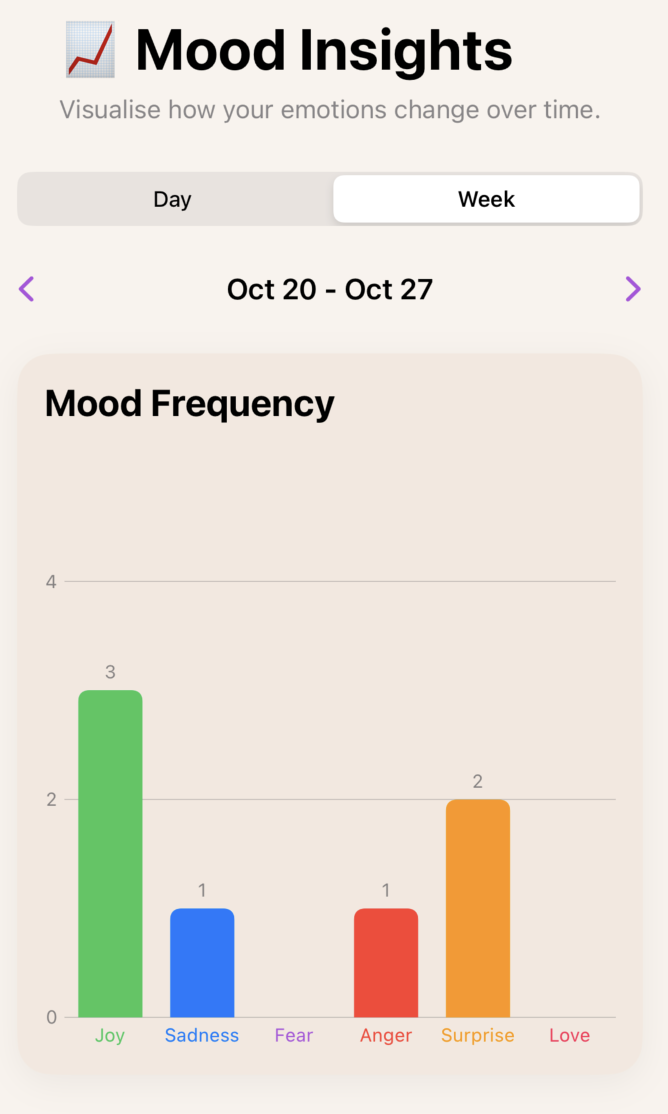 Mood Insights
Visualise how your emotions change over time.
Day Week
Oct 20 - Oct 27
Mood Frequency
4
3
2
2
1 1
0
Joy Sadness Fear Anger Surprise Love